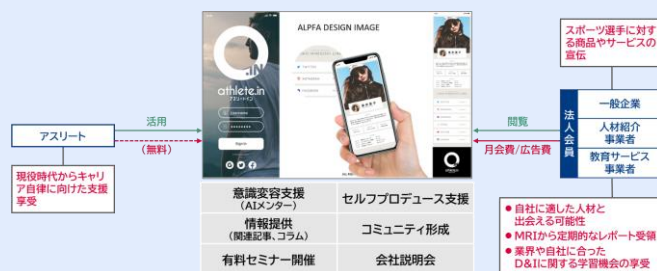 ALPFA DESIGN IMAGE
athlete.in
アスリートイン
Sign in
アスリート
活用
(無料)
現役時代からキャリ
ア自律に向けた支援
享受
閲覧
月会費/広告費
スポーツ選手に対す
る商品やサービスの
宣伝
法人会員
一般企業
人材紹介
事業者
教育サービス
事業者
意識変容支援
(AIメンター)
セルフプロデュース支援
情報提供
(関連記事、コラム)
コミュニティ形成
有料セミナー開催
会社説明会
● 自社に適した人材と
出会える可能性
● MRIから定期的なレポート受領
● 業界や自社に合った
D&Iに関する学習機会の享受